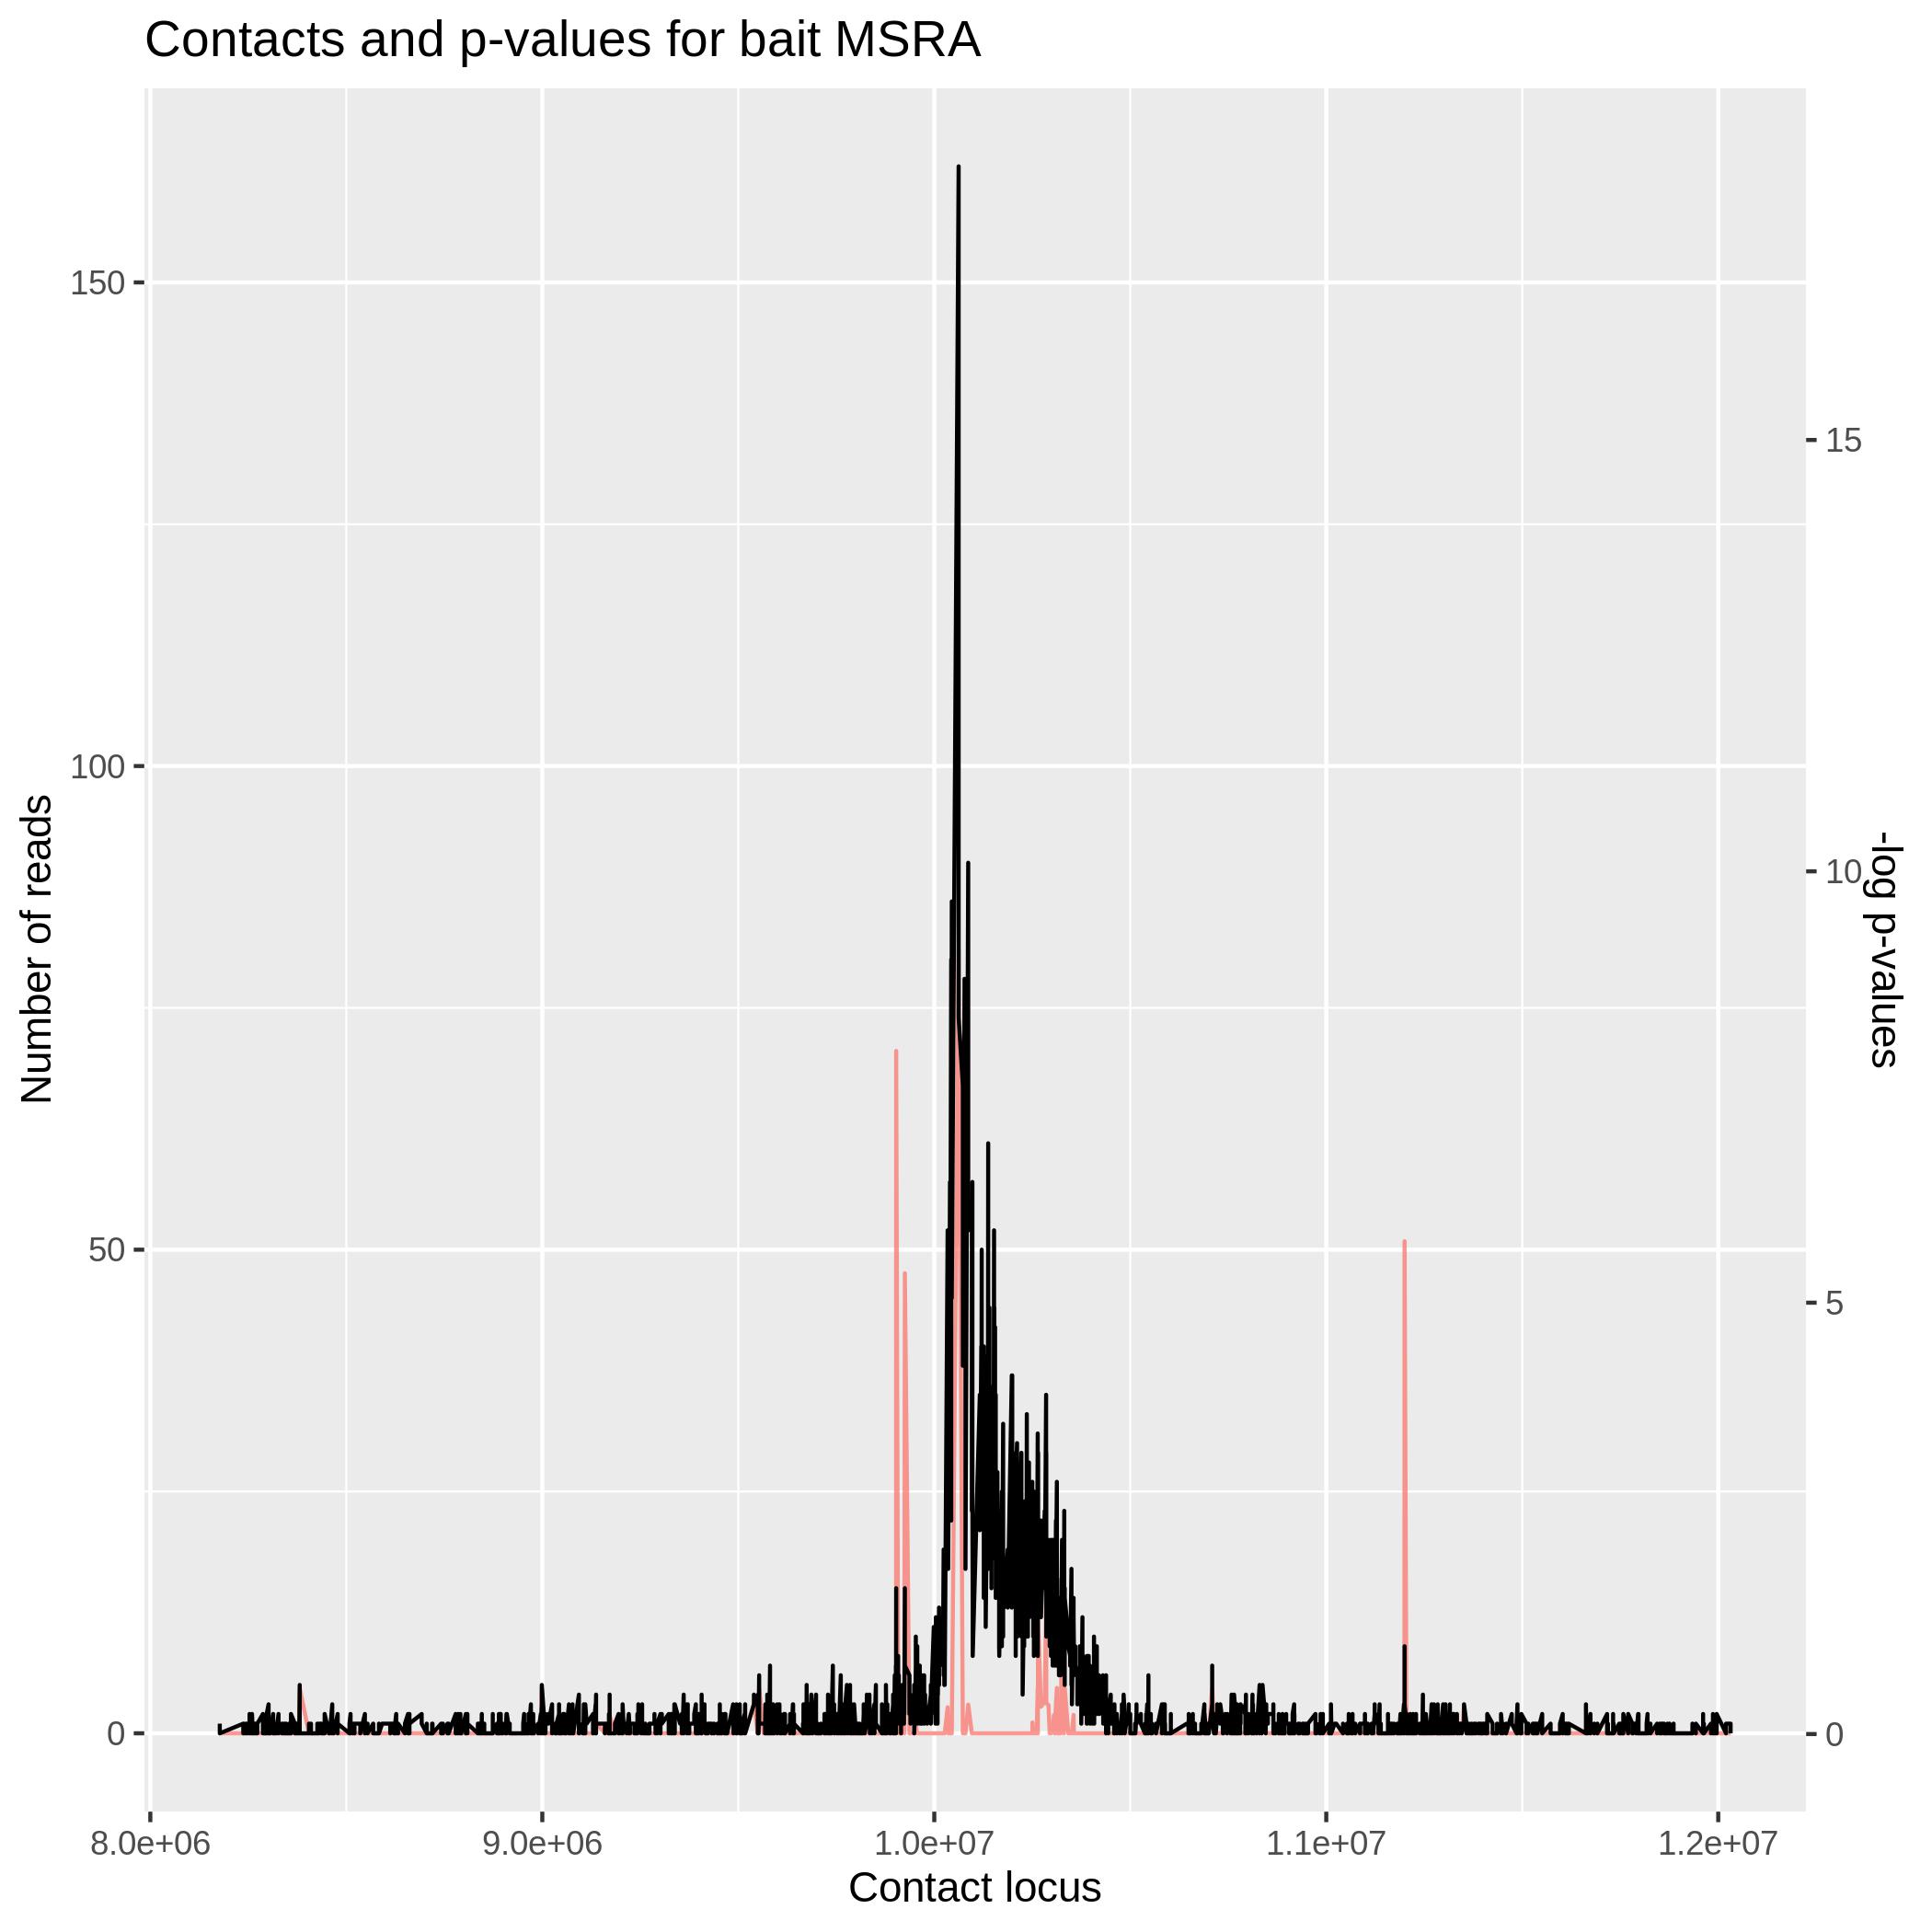 Contacts and p-values for bait MSRA
150
100
50
0
Number of reads
15
10
5
0
-log p-values
8.0e+06
9.0e+06
1.0e+07
1.1e+07
1.2e+07
Contact locus